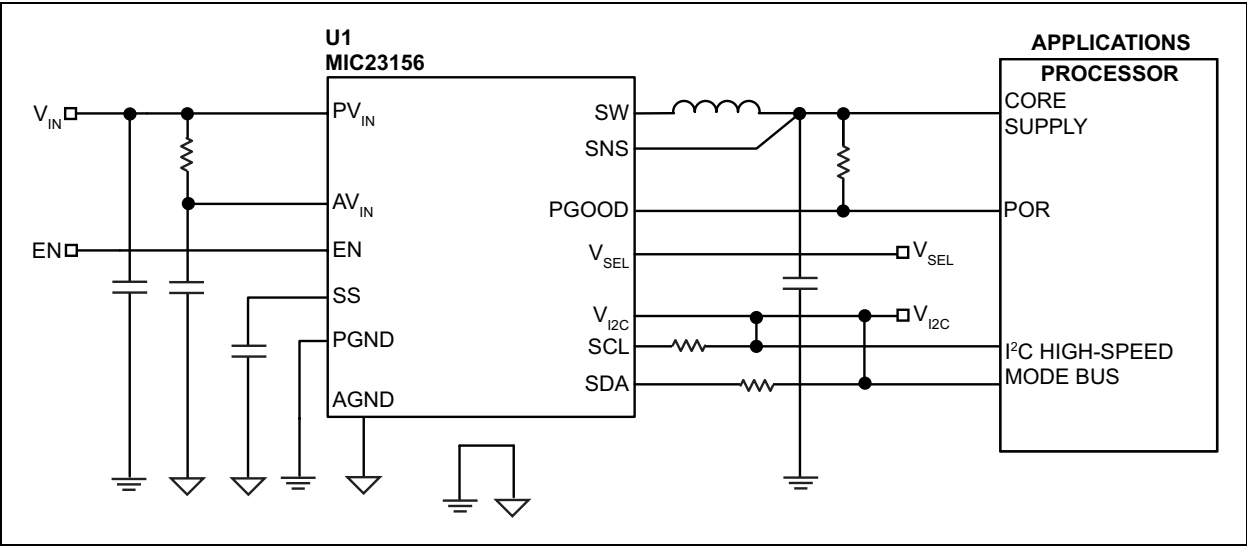 U1
MIC23156
APPLICATIONS
PROCESSOR
VIN
PVIN
AVIN
EN
EN
SS
PGND
AGND
SW
SNS
PGOOD
VSEL
VI2C
SCL
SDA
VSEL
VI2C
CORE
SUPPLY
POR
I²C HIGH-SPEED
MODE BUS